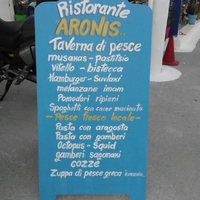 Ristorante
ARONIS
Taverna di pesce
musakas - Pastitsio
Vitello - bistecca
Hamburger - Suvlaxi
melanzane imam
Pomodori ripieni
Spaghetti con carne macinata
- Pesce fresco locale -
Pasta con aragosta
Pasta con gamberi
Octopus - Squid
gamberi saganaki
cozze
Zuppa di pesce greca